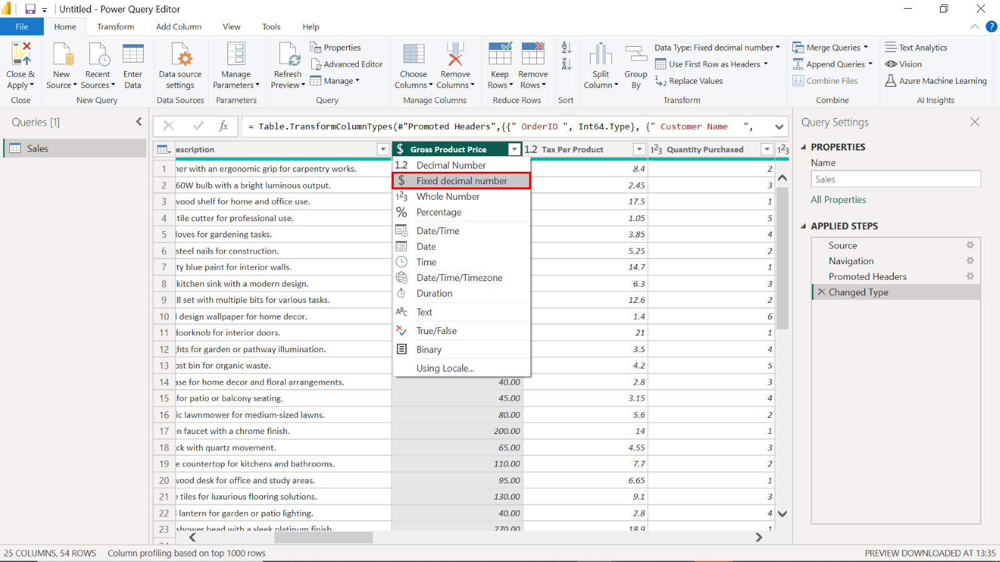 Untitled - Power Query Editor
File Home Transform Add Column View Tools Help
Close & Apply
Close
New Source
Recent Sources
Enter Data
New Query
Data source settings
Data Sources
Manage Parameters
Parameters
Refresh Preview
Properties
Advanced Editor
Manage
Query
Choose Columns
Remove Columns
Manage Columns
Keep Rows
Remove Rows
Reduce Rows
Sort
Split Column
Group By
Data Type: Fixed decimal number
Use First Row as Headers
Replace Values
Transform
Merge Queries
Append Queries
Combine Files
Combine
Text Analytics
Vision
Azure Machine Learning
AI Insights
Queries [1]
Sales
fx
= Table.TransformColumnTypes(#"Promoted Headers",{{" OrderID ", Int64.Type}, {" Customer Name   ",
escription $ Gross Product Price 1.2 Tax Per Product 123 Quantity Purchased 123
1.2 Decimal Number
$ Fixed decimal number
123 Whole Number
% Percentage
Date/Time
Date
Time
Date/Time/Timezone
Duration
ABC Text
True/False
Binary
Using Locale...
1 ner with an ergonomic grip for carpentry works. 8.4 2
2 60W bulb with a bright luminous output. 2.45 3
3 wood shelf for home and office use. 17.5 1
4 tile cutter for professional use. 1.05 5
5 loves for gardening tasks. 3.85 4
6 steel nails for construction. 5.25 2
7 ty blue paint for interior walls. 14.7 1
8 kitchen sink with a modern design. 6.3 3
9 ll set with multiple bits for various tasks. 12.6 2
10 l design wallpaper for home decor. 1.4 6
11 doorknob for interior doors. 21 1
12 hts for garden or pathway illumination. 3.5 4
13 ost bin for organic waste. 4.2 5
14 ase for home decor and floral arrangements. 40.00 2.8 3
15 for patio or balcony seating. 45.00 3.15 4
16 ic lawnmower for medium-sized lawns. 80.00 5.6 2
17 n faucet with a chrome finish. 200.00 14 1
18 ck with quartz movement. 65.00 4.55 3
19 e countertop for kitchens and bathrooms. 110.00 7.7 2
20 wood desk for office and study areas. 95.00 6.65 1
21 e tiles for luxurious flooring solutions. 130.00 9.1 3
22 l lantern for garden or patio lighting. 40.00 2.8 4
23 shower head with a sleek platinum finish 270.00 18.9 1
Query Settings
PROPERTIES
Name
Sales
All Properties
APPLIED STEPS
Source
Navigation
Promoted Headers
Changed Type
25 COLUMNS, 54 ROWS Column profiling based on top 1000 rows
PREVIEW DOWNLOADED AT 13:35